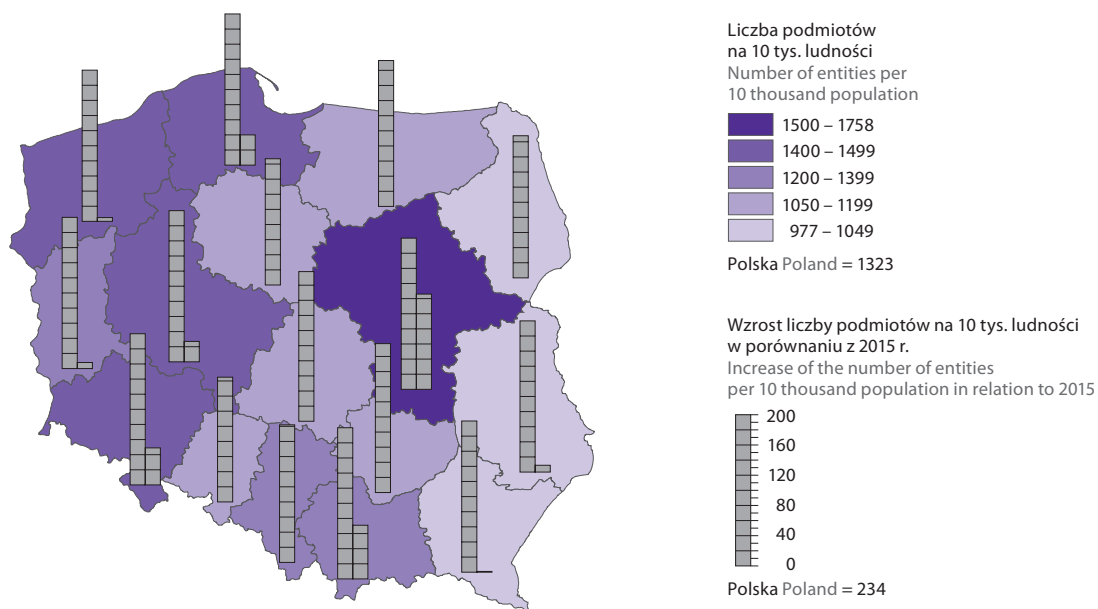 Liczba podmiotów
na 10 tys. ludności
Number of entities per
10 thousand population
1500 – 1758
1400 – 1499
1200 – 1399
1050 – 1199
977 – 1049
Polska Poland = 1323
Wzrost liczby podmiotów na 10 tys. ludności
w porównaniu z 2015 r.
Increase of the number of entities
per 10 thousand population in relation to 2015
200
160
120
80
40
0
Polska Poland = 234